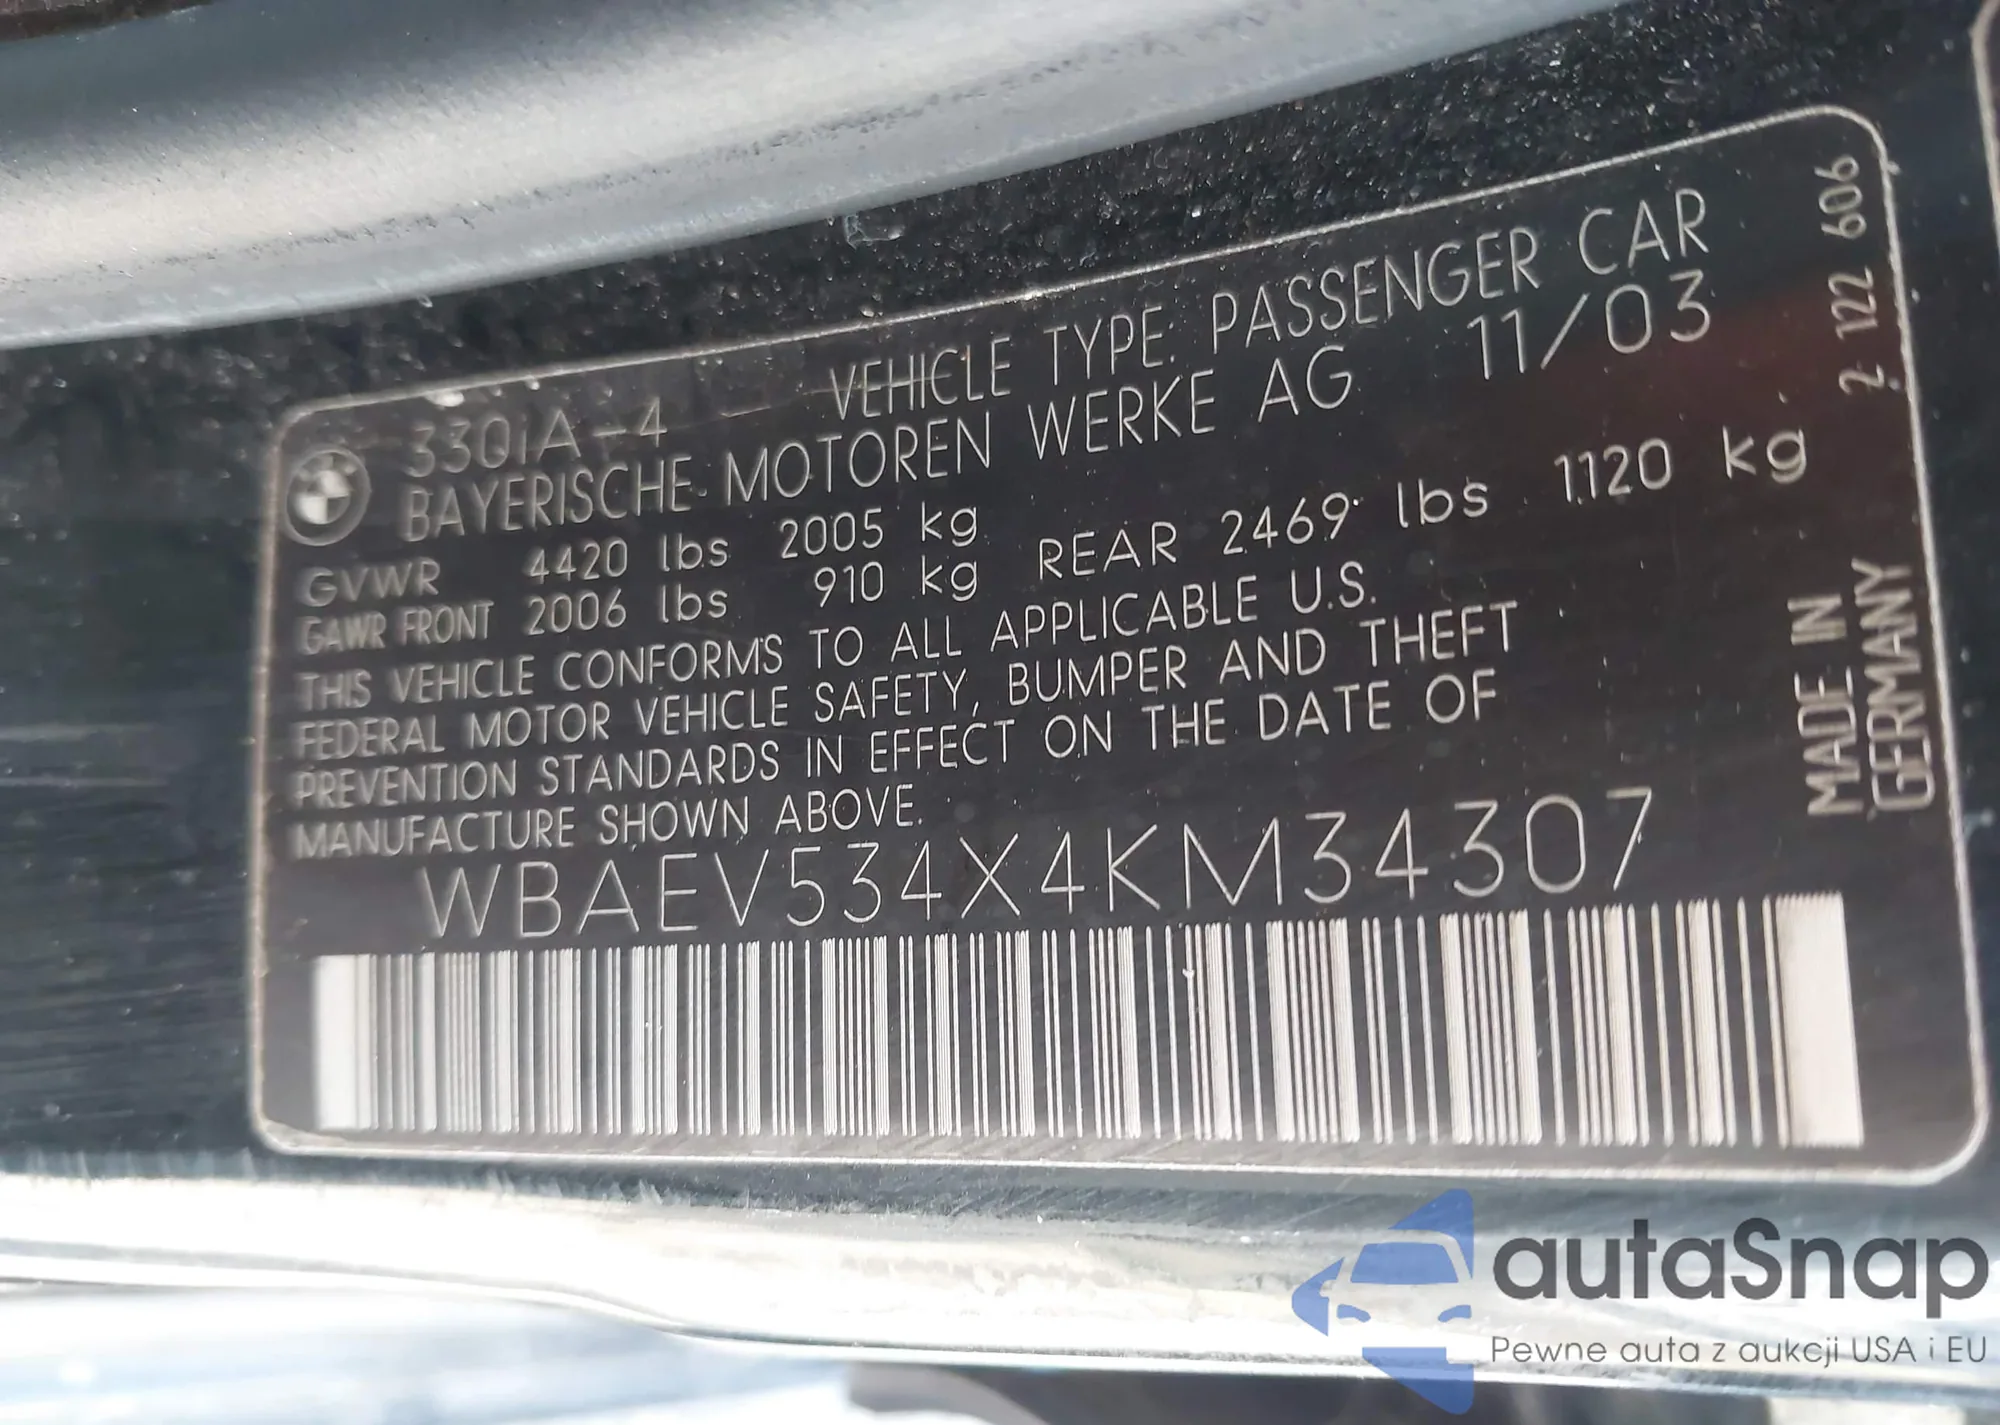 330iA-4
VEHICLE TYPE: PASSENGER CAR
BAYERISCHE MOTOREN WERKE AG 11/03
GVWR 4420 lbs 2005 kg
GAWR FRONT 2006 lbs 910 kg REAR 2469 lbs 1120 kg
THIS VEHICLE CONFORMS TO ALL APPLICABLE U.S.
FEDERAL MOTOR VEHICLE SAFETY, BUMPER AND THEFT
PREVENTION STANDARDS IN EFFECT ON THE DATE OF
MANUFACTURE SHOWN ABOVE.
WBAEV534X4KM34307
2 122 606
MADE IN
GERMANY
autaSnap
Pewne auta z aukcji USA i EU